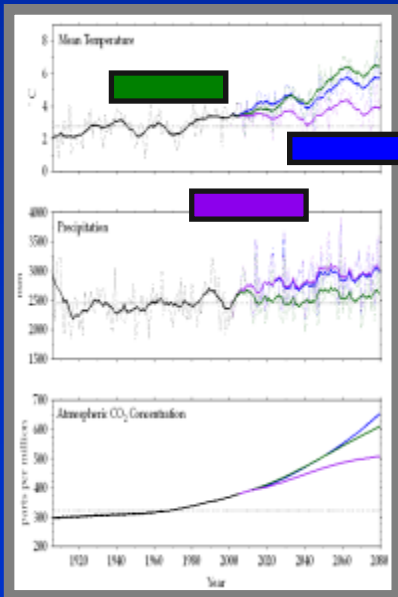 Mean Temperature
8
6
4
2
0
°C
4000
Precipitation
3500
3000
2500
2000
1500
mm
700
Atmospheric CO₂ Concentration
600
500
400
300
200
parts per million
1920 1940 1960 1980 2000 2020 2040 2060 2080
Year